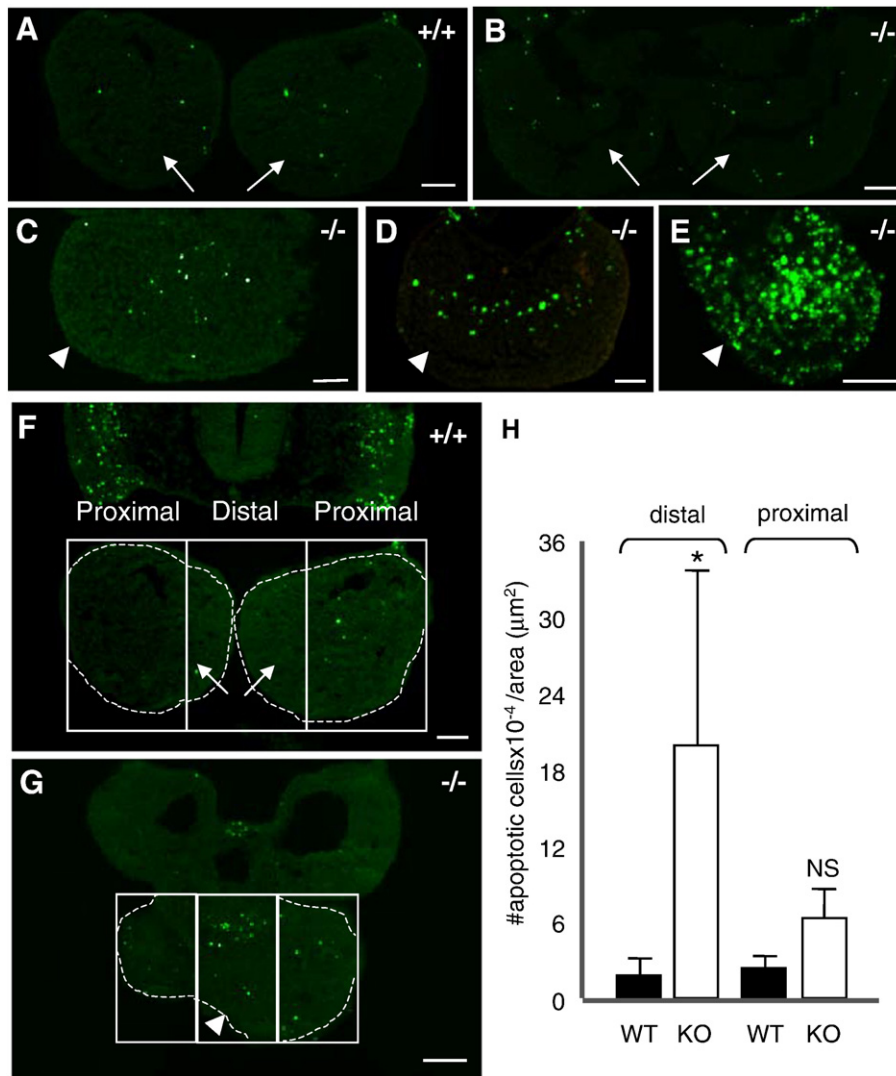 A +/+
B -/-
C -/-
D -/-
E -/-
F +/+
Proximal Distal Proximal
G -/-
H
distal proximal
#apoptotic cellsx10⁻⁴ /area (μm²)
36
30
24
18
12
6
0
*
NS
WT KO WT KO